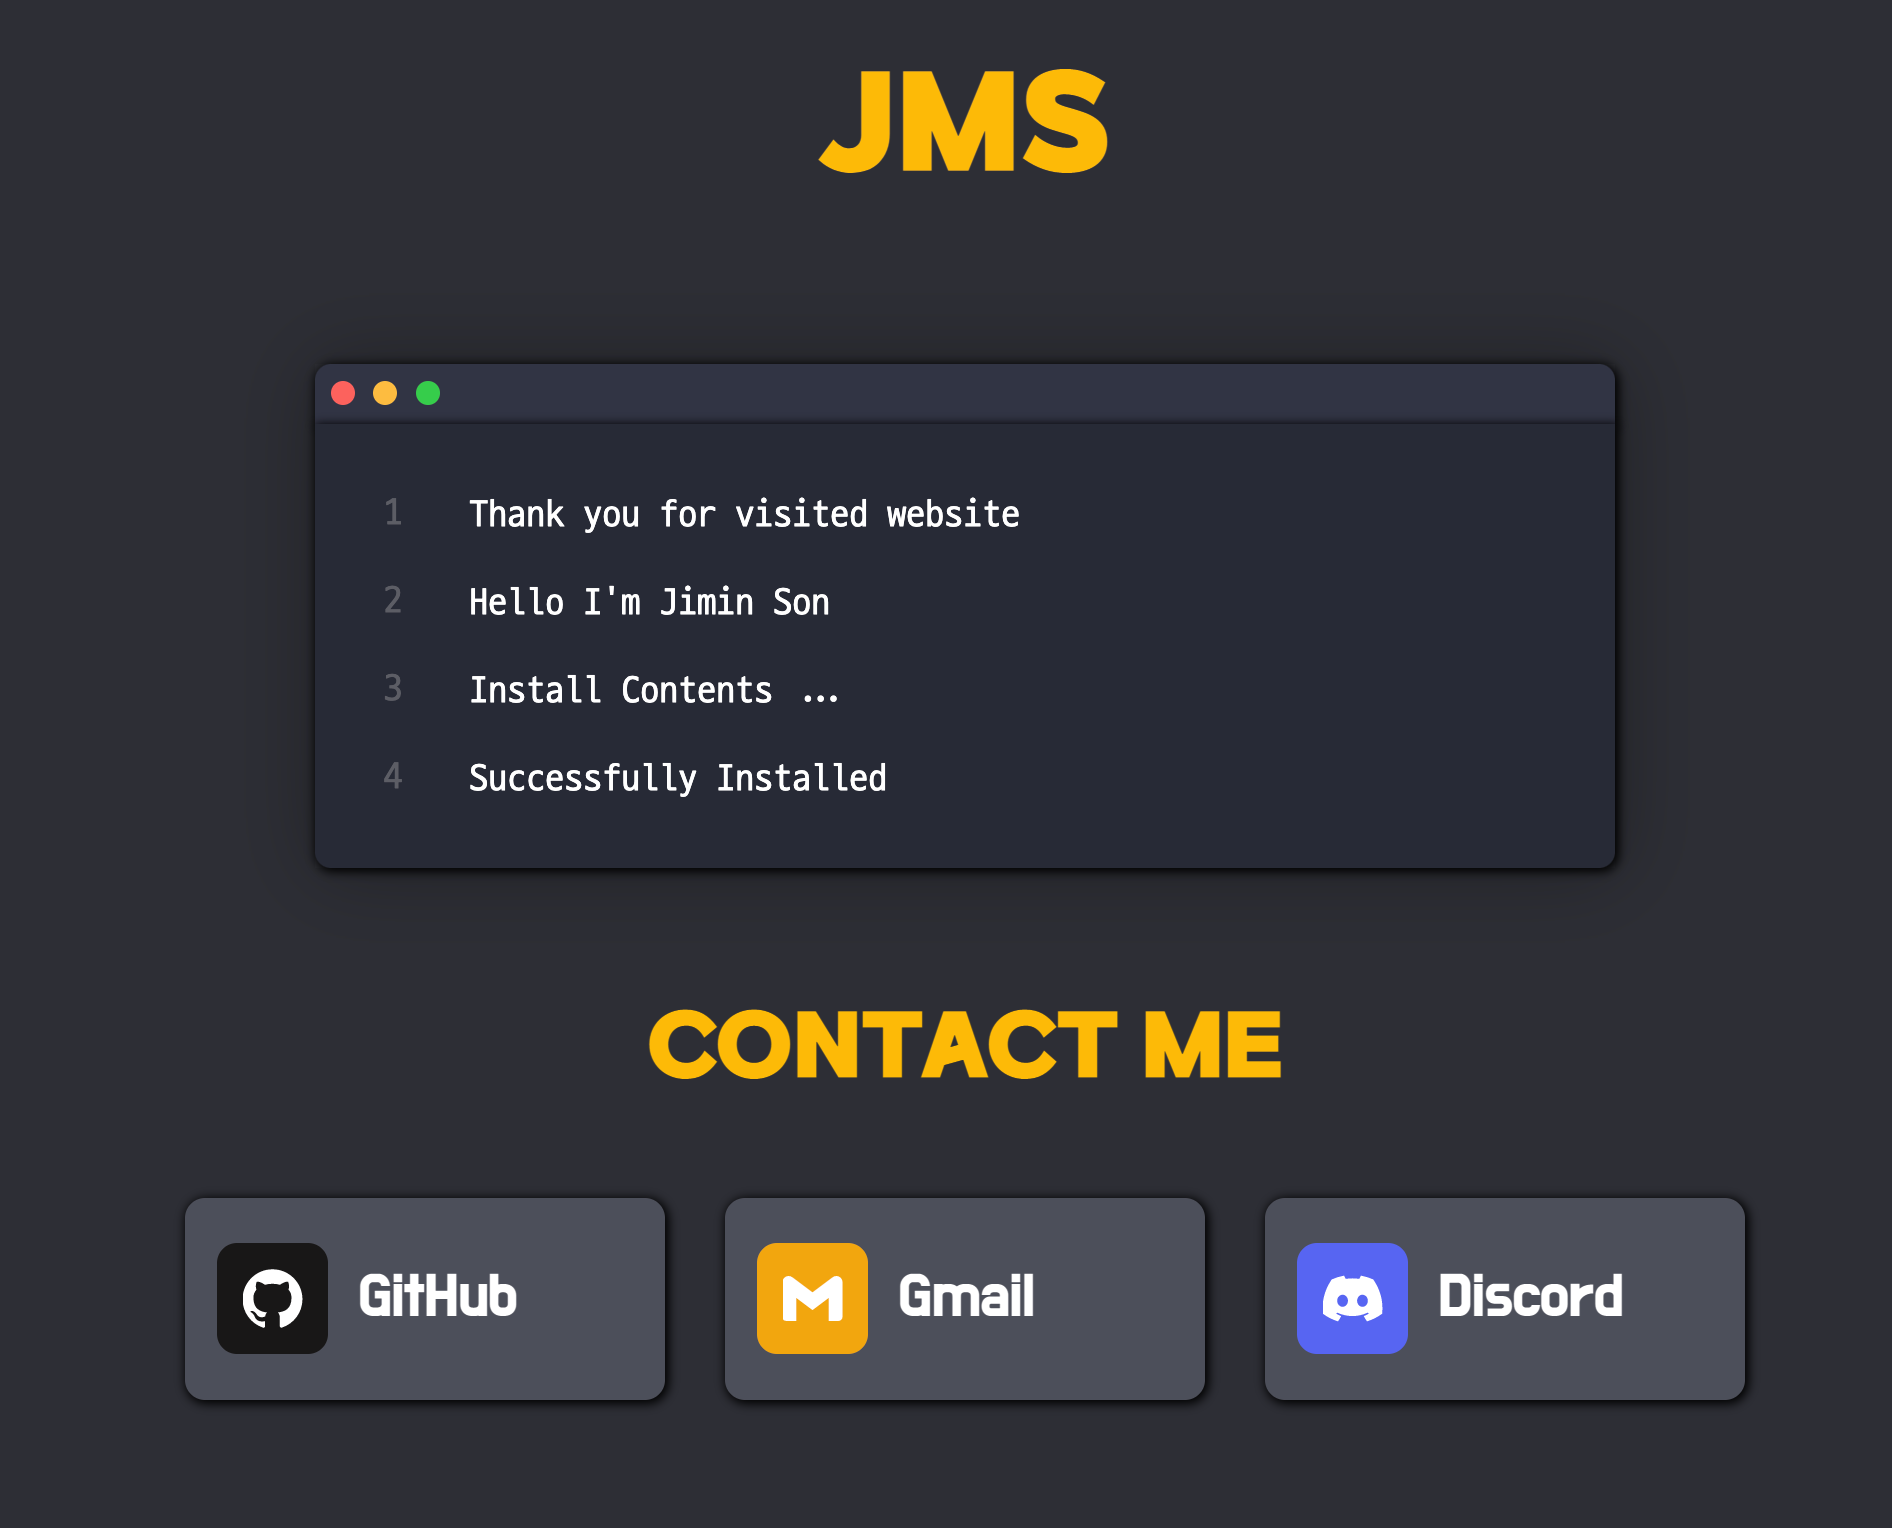 JMS
1 Thank you for visited website
2 Hello I'm Jimin Son
3 Install Contents ...
4 Successfully Installed
CONTACT ME
GitHub
Gmail
Discord